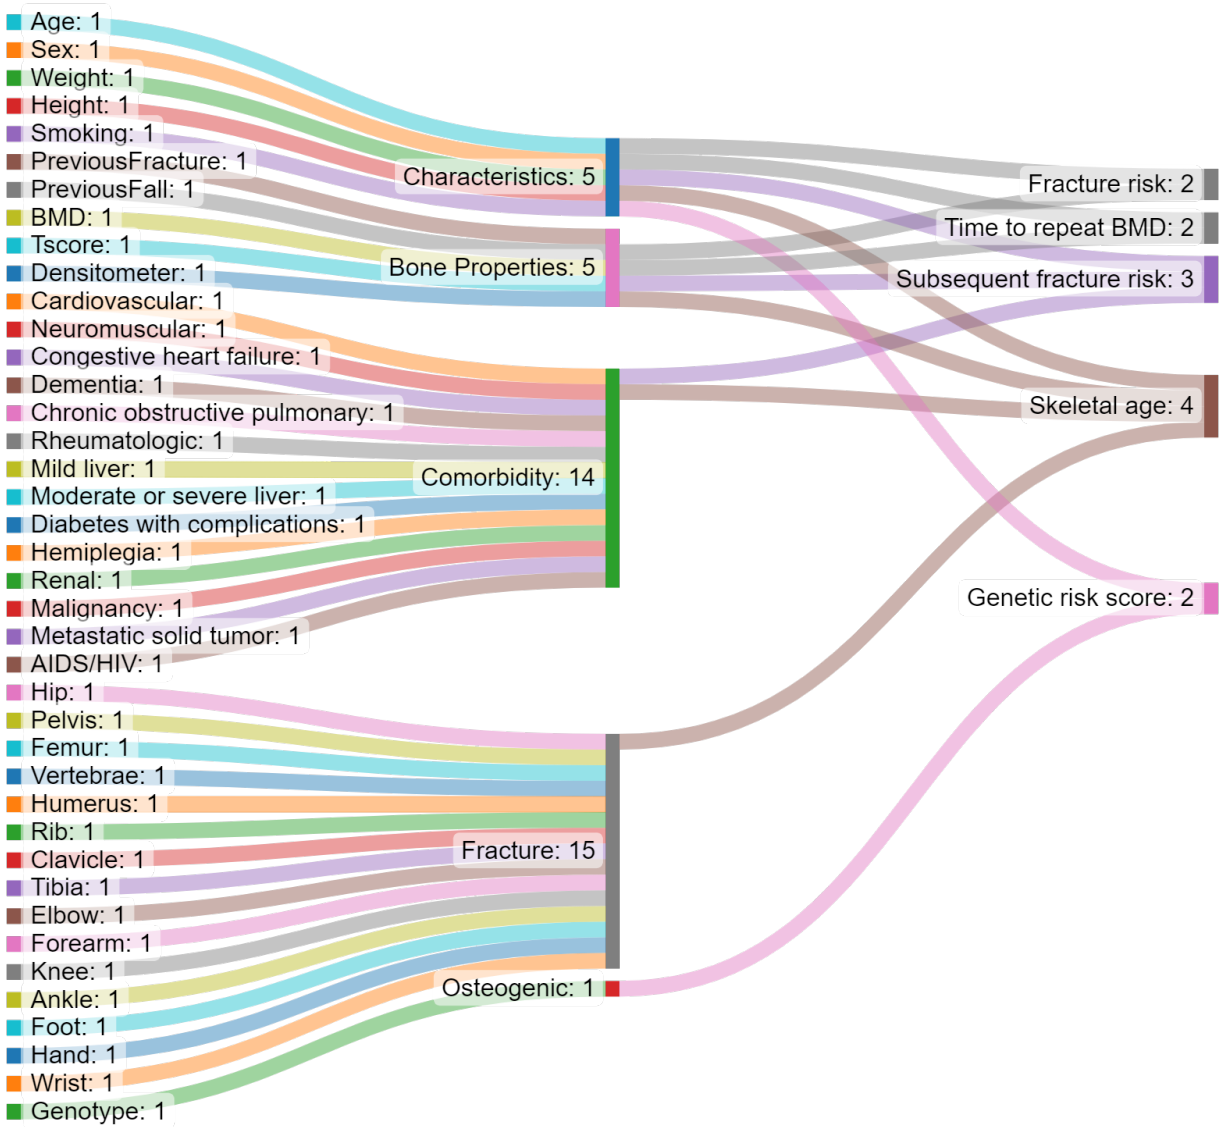 Age: 1
Sex: 1
Weight: 1
Height: 1
Smoking: 1
PreviousFracture: 1
PreviousFall: 1
BMD: 1
Tscore: 1
Densitometer: 1
Cardiovascular: 1
Neuromuscular: 1
Congestive heart failure: 1
Dementia: 1
Chronic obstructive pulmonary: 1
Rheumatologic: 1
Mild liver: 1
Moderate or severe liver: 1
Diabetes with complications: 1
Hemiplegia: 1
Renal: 1
Malignancy: 1
Metastatic solid tumor: 1
AIDS/HIV: 1
Hip: 1
Pelvis: 1
Femur: 1
Vertebrae: 1
Humerus: 1
Rib: 1
Clavicle: 1
Tibia: 1
Elbow: 1
Forearm: 1
Knee: 1
Ankle: 1
Foot: 1
Hand: 1
Wrist: 1
Genotype: 1
Characteristics: 5
Bone Properties: 5
Comorbidity: 14
Fracture: 15
Osteogenic: 1
Fracture risk: 2
Time to repeat BMD: 2
Subsequent fracture risk: 3
Skeletal age: 4
Genetic risk score: 2